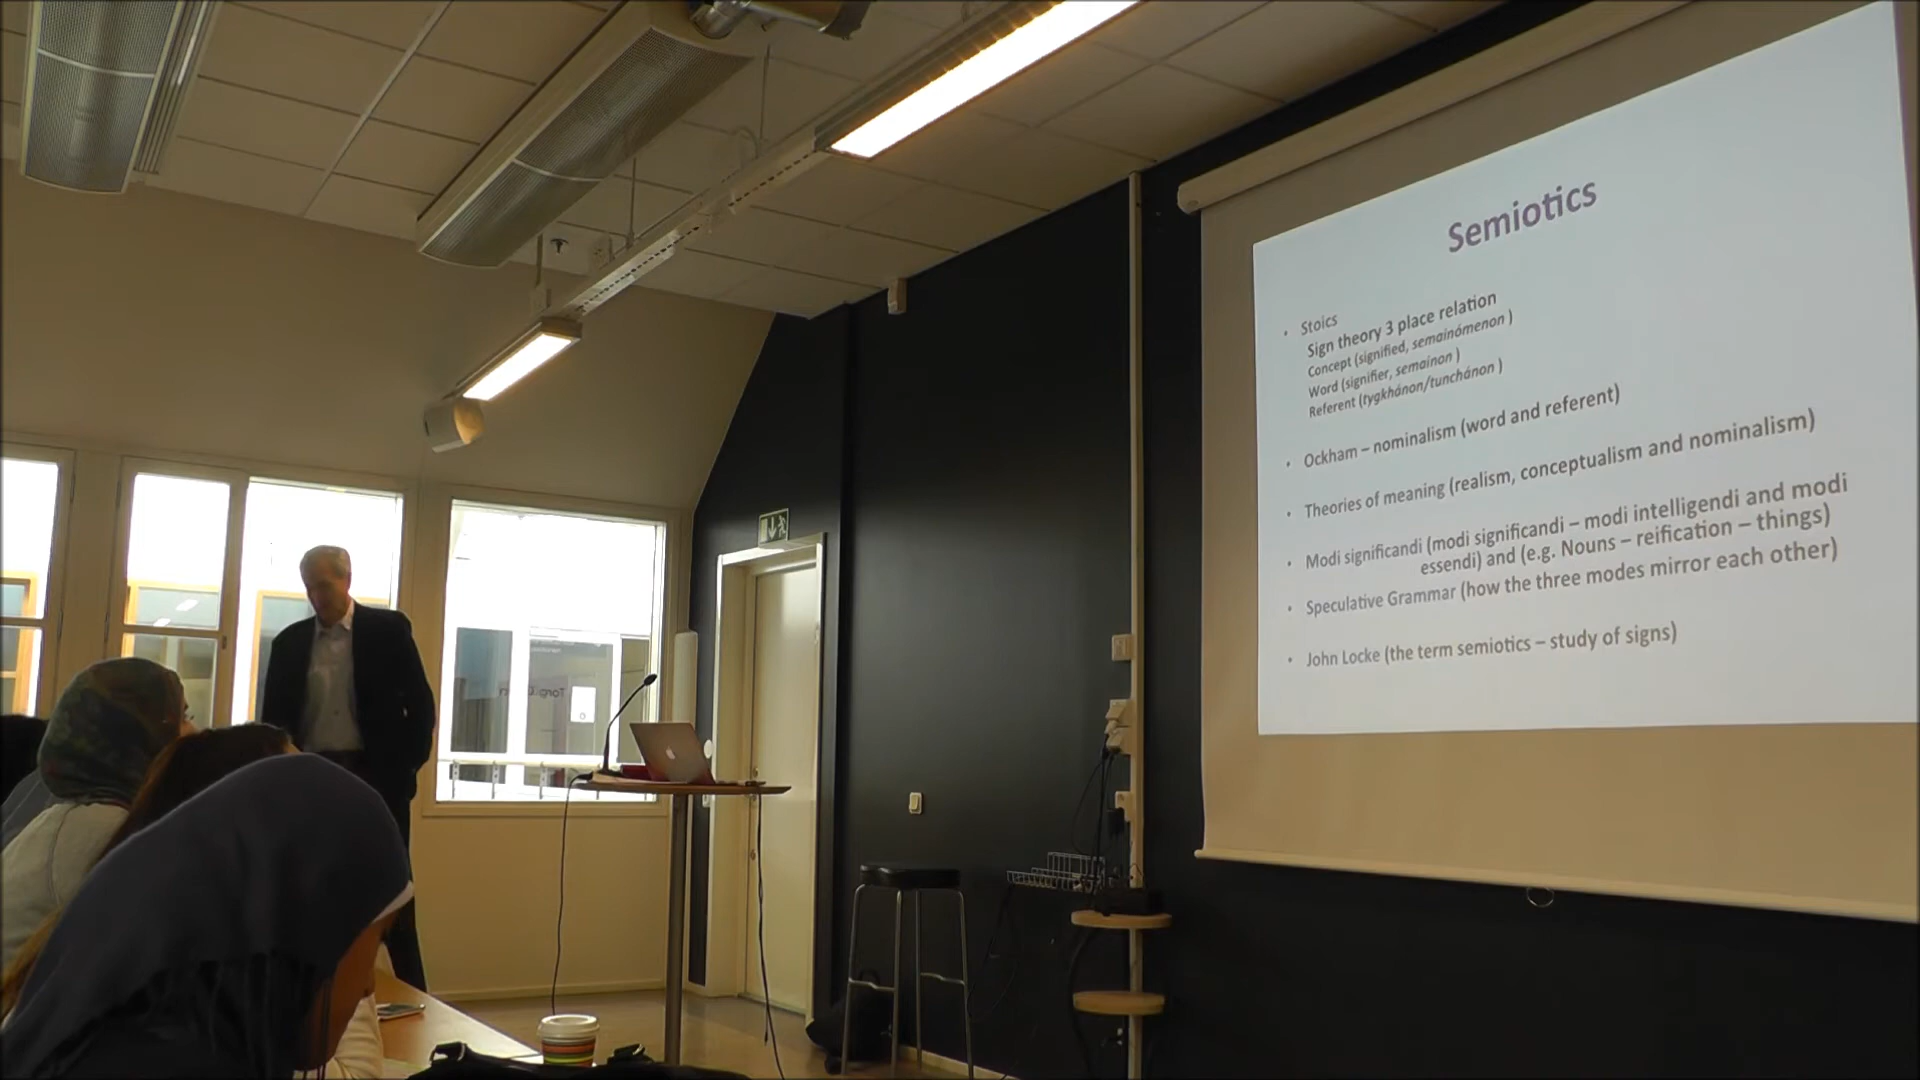 Semiotics
• Stoics
Sign theory 3 place relation
Concept (signified, semainómenon )
Word (signifier, semainon )
Referent (tygkhánon/tunchánon )
• Ockham – nominalism (word and referent)
• Theories of meaning (realism, conceptualism and nominalism)
• Modi significandi (modi significandi – modi intelligendi and modi
essendi) and (e.g. Nouns – reification – things)
• Speculative Grammar (how the three modes mirror each other)
• John Locke (the term semiotics – study of signs)